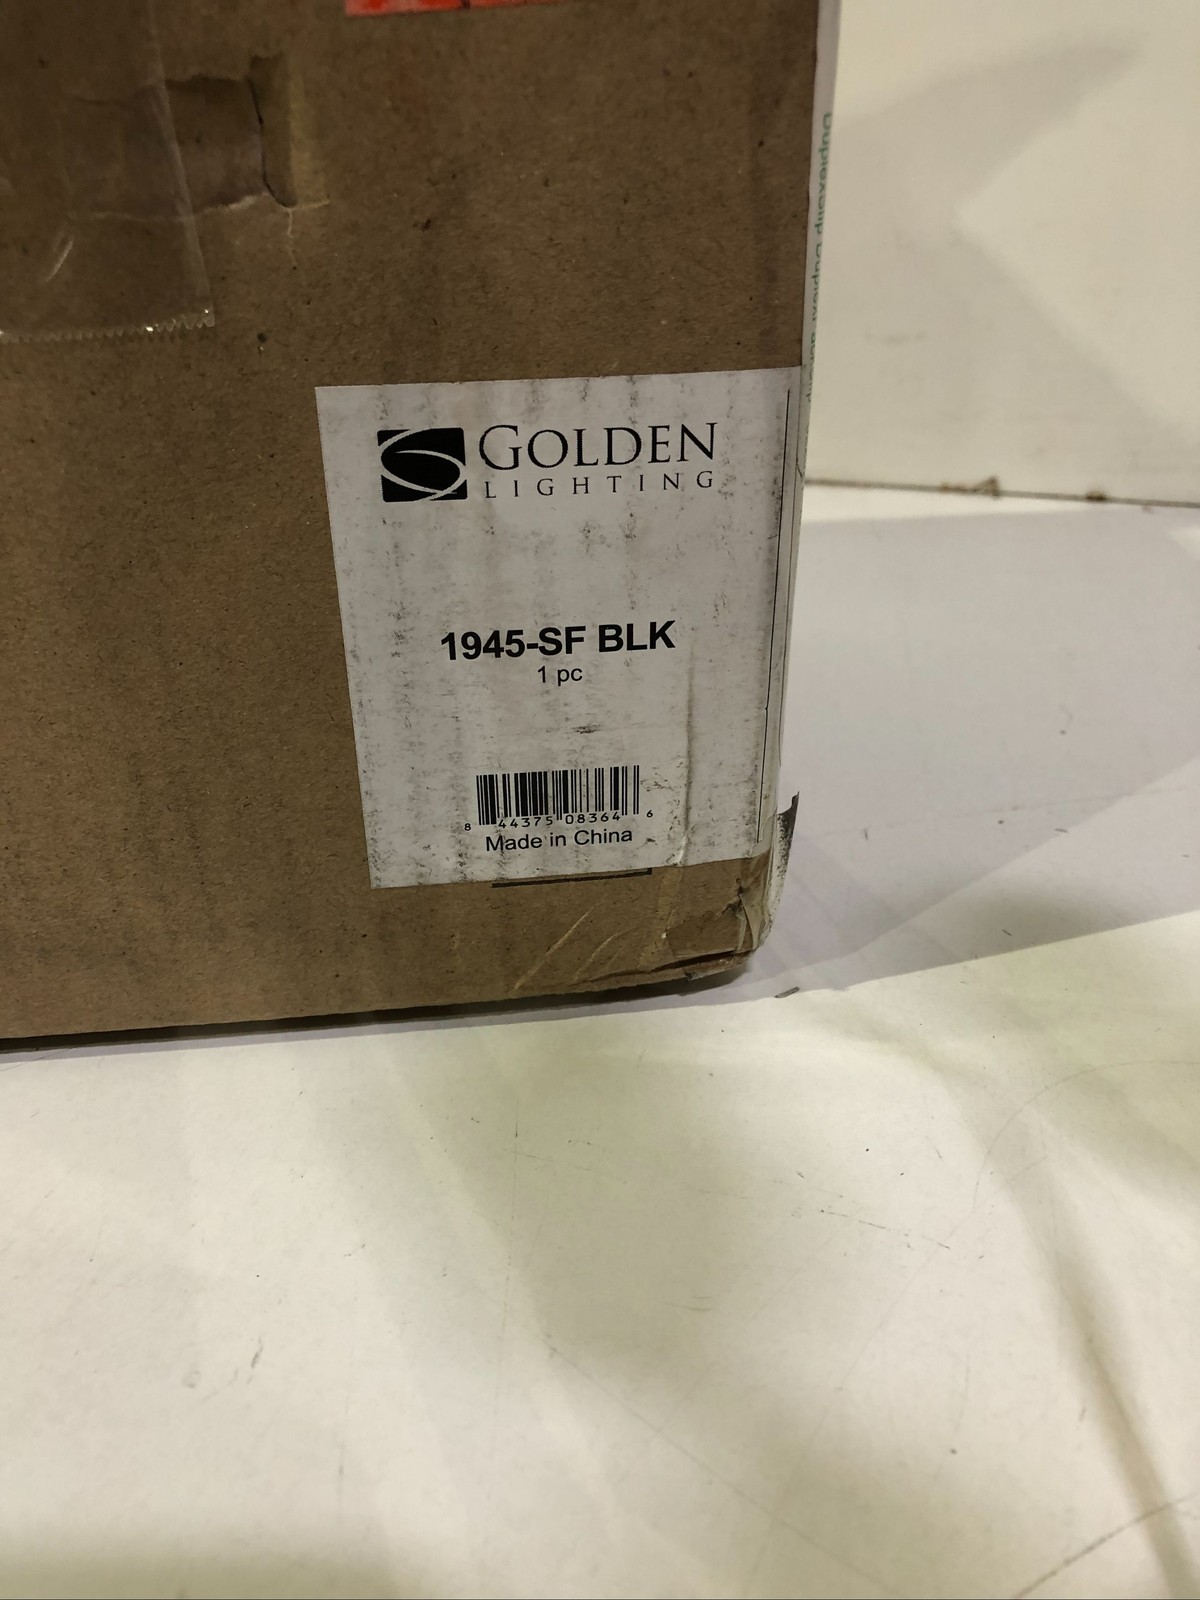 GOLDEN
LIGHTING
1945-SF BLK
1 pc
8 44375 08364 6
Made in China